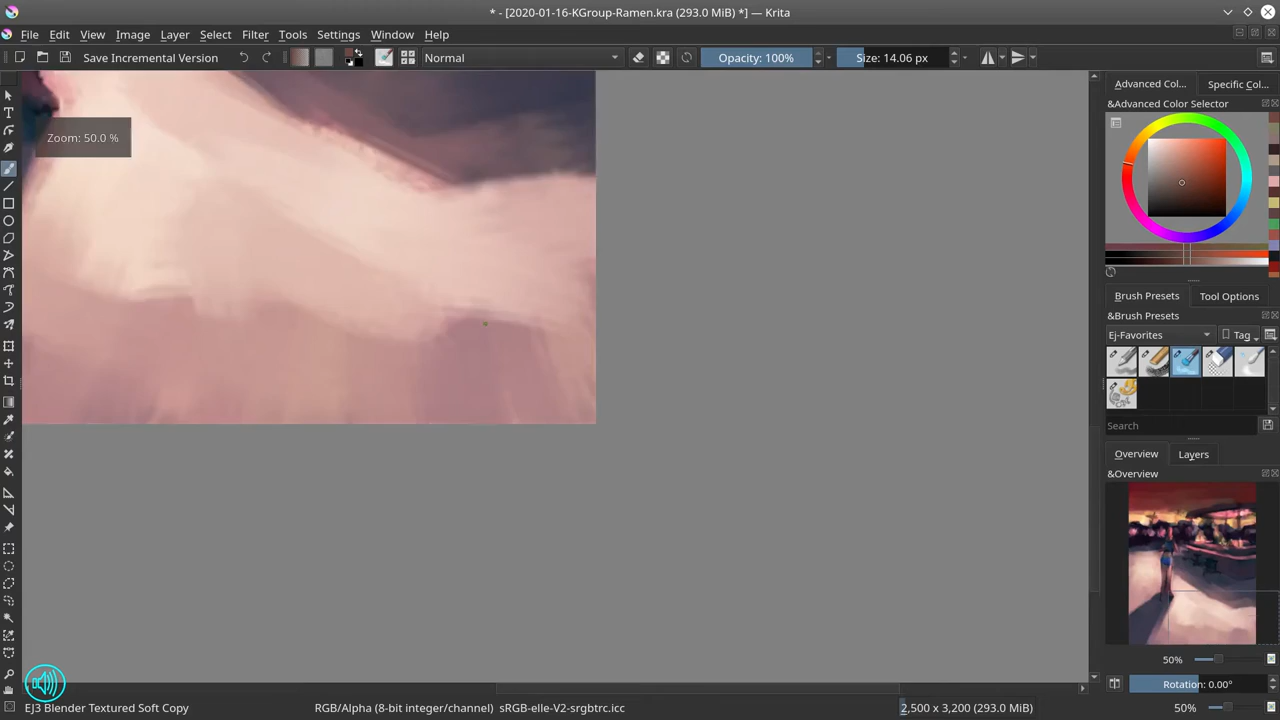 * - [2020-01-16-KGroup-Ramen.kra (293.0 MiB) *] — Krita
File Edit View Image Layer Select Filter Tools Settings Window Help
Save Incremental Version Normal Opacity: 100% Size: 14.06 px
Advanced Col... Specific Col...
&Advanced Color Selector
Zoom: 50.0 %
Brush Presets Tool Options
&Brush Presets
Ej-Favorites Tag
Search
Overview Layers
&Overview
50%
Rotation: 0.00°
EJ3 Blender Textured Soft Copy RGB/Alpha (8-bit integer/channel) sRGB-elle-V2-srgbtrc.icc 2,500 x 3,200 (293.0 MiB) 50%